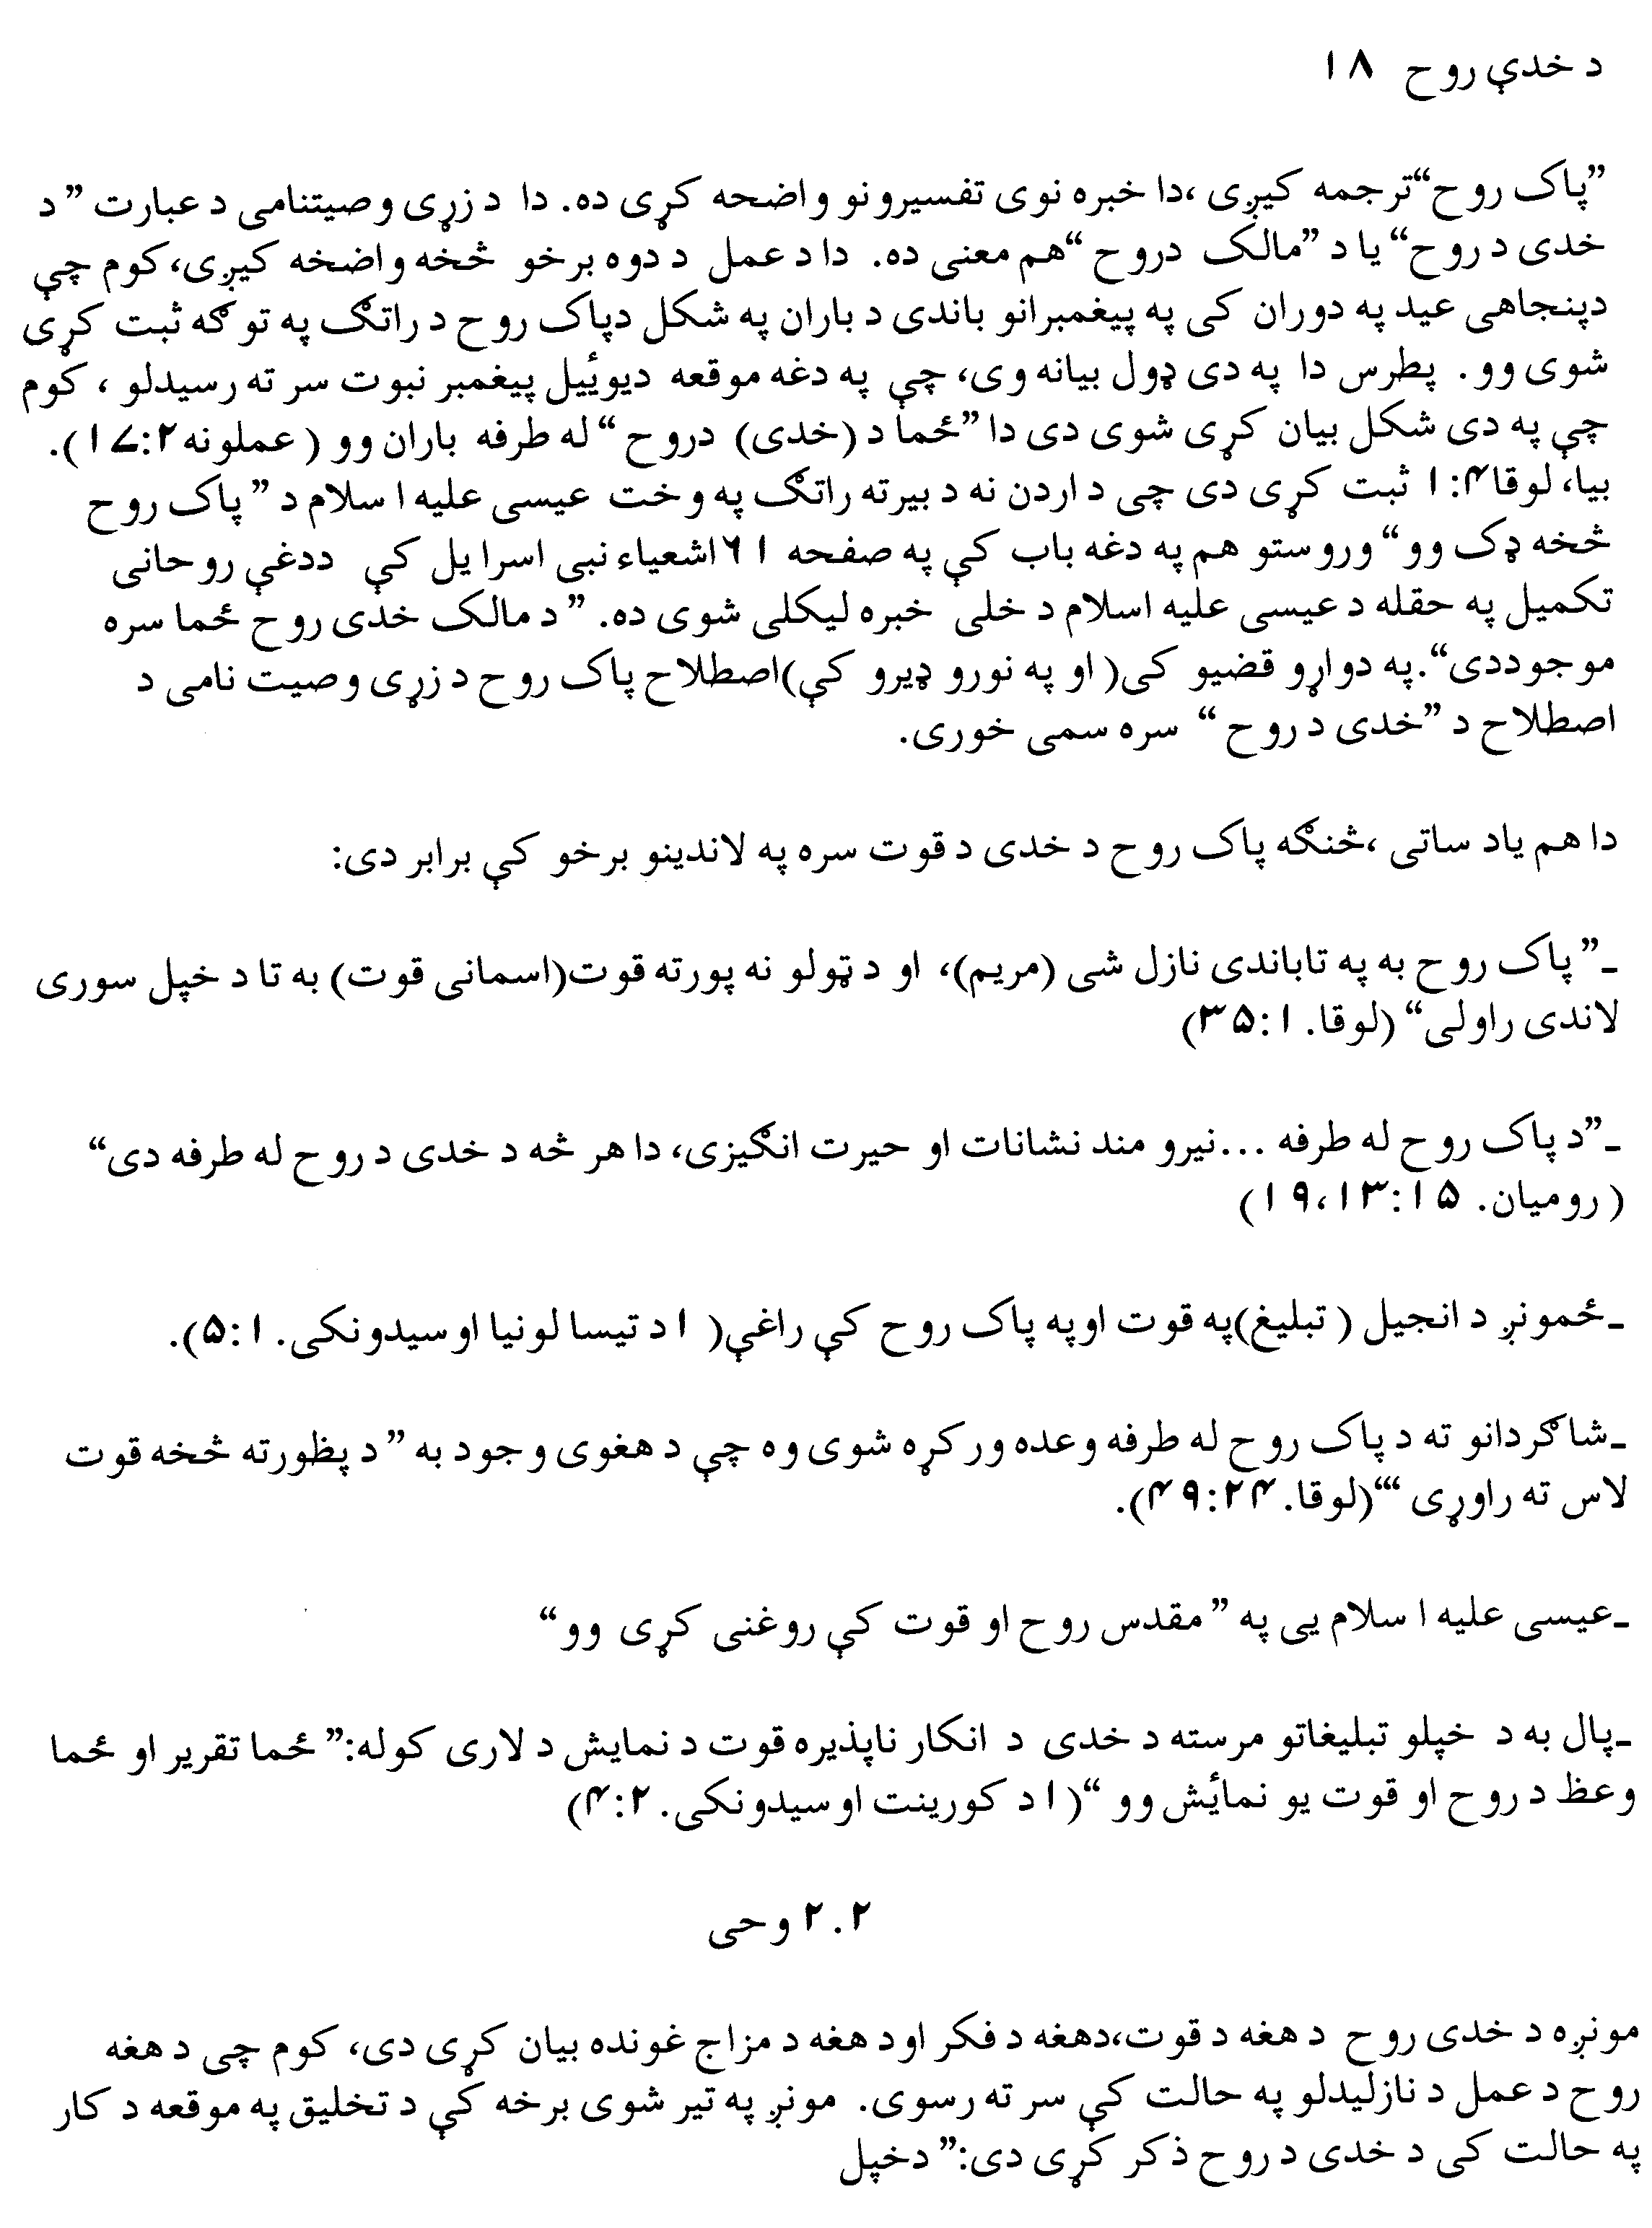 د خدې روح ۱۸
”پاک روح“ترجمه کیږی ،دا خبره نوی تفسیرونو واضحه کړی ده. دا د زړی وصیتنامی د عبارت ”د
خدی د روح“ یا د ”مالک دروح “هم معنی ده. دا د عمل د دوه برخو څخه واضخه کیږی، کوم چې
دپنجاهی عید په دوران کی په پیغمبرانو باندی د باران په شکل دپاک روح د راتګ په توګه ثبت کړی
شوی وو. پطرس دا په دی ډول بیانه وی، چې په دغه موقعه دیوئییل پیغمبر نبوت سر ته رسیدلو ، کوم
چې په دی شکل بیان کړی شوی دی دا ”ځما د (خدی) دروح “له طرفه باران وو ( عملونه ۱۷:۲).
بیا، لوقا۴: ۱ ثبت کړی دی چی د اردن نه د بیرته راتګ په وخت عیسی علیه ا سلام د ” پاک روح
څخه ډک وو“ وروستو هم په دغه باب کې په صفحه ۶۱ اشعیاء نبی اسرایل کې ددغې روحانی
تکمیل په حقله د عیسی علیه اسلام د خلی خبره لیکلی شوی ده. ” د مالک خدی روح ځما سره
موجوددی“.په دواړو قضیو کی( او په نورو ډیرو کې)اصطلاح پاک روح د زړی وصیت نامی د
اصطلاح د ”خدی د روح “ سره سمی خوری.
دا هم یاد ساتی ،څنګه پاک روح د خدی د قوت سره په لاندینو برخو کې برابر دی:
ـ” پاک روح به په تاباندی نازل شی (مریم)، او د ټولو نه پورته قوت(اسمانی قوت) به تا د خپل سوری
لاندی راولی“ (لوقا. ۱: ۳۵)
ـ”د پاک روح له طرفه ...نیرو مند نشانات او حیرت انګیزی، دا هر څه د خدی د روح له طرفه دی“
( رومیان. ۱۵: ۱۹،۱۳)
ـځمونږ د انجیل ( تبلیغ)په قوت اوپه پاک روح کې راغې( ۱ د تیسا لونیا اوسیدونکی. ۱: ۵).
ـشاګردانو ته د پاک روح له طرفه وعده ورکړه شوی وه چې د هغوی وجود به ” د پظورته څخه قوت
لاس ته راوړی “‘(لوقا. ۲۴: ۴۹).
ـعیسی علیه ا سلام یی په ” مقدس روح او قوت کې روغنی کړی وو“
ـپال به د خپلو تبلیغاتو مرسته د خدی د انکار ناپذیره قوت د نمایش د لاری کوله:” ځما تقریر او ځما
وعظ د روح او قوت یو نمائش وو “( ۱ د کورینت اوسیدونکی. ۲: ۴)
۲.۲ وحی
مونږه د خدی روح د هغه د قوت،دهغه د فکر اود هغه د مزاج غونده بیان کړی دی، کوم چی د هغه
روح د عمل د نازلیدلو په حالت کې سر ته رسوی. مونږ په تیر شوی برخه کې د تخلیق په موقعه د کار
په حالت کی د خدی د روح ذکر کړی دی:” دخپل